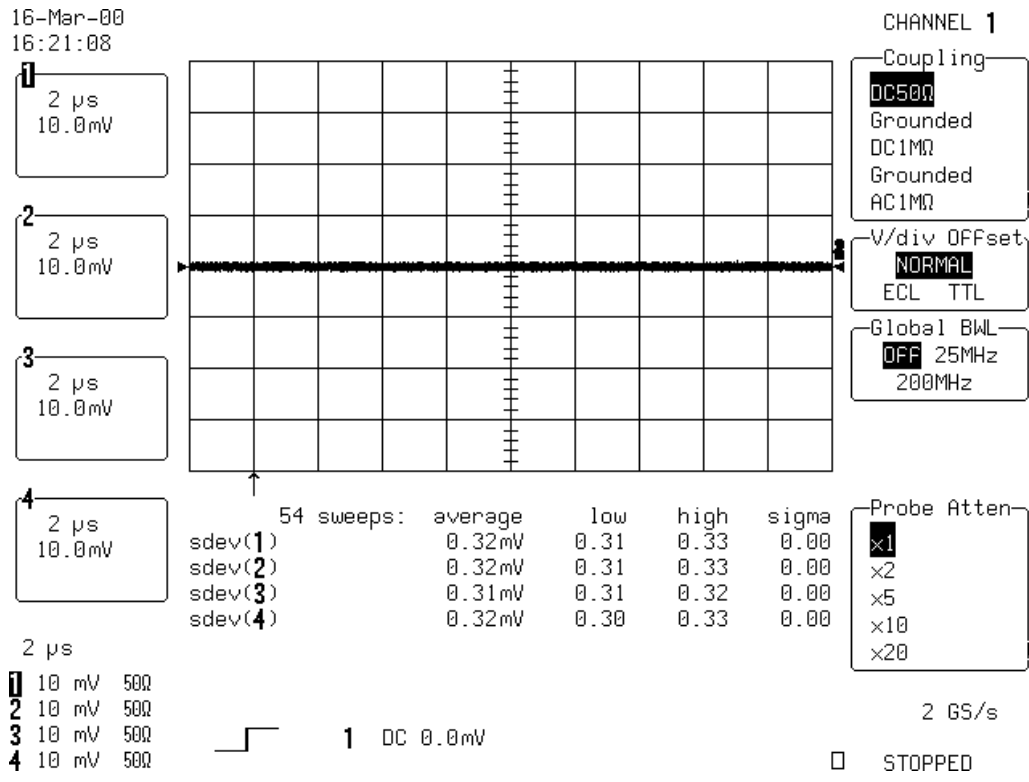 16-Mar-00
16:21:08
1
2 µs
10.0mV
2
2 µs
10.0mV
3
2 µs
10.0mV
4
2 µs
10.0mV
54 sweeps: average low high sigma
sdev(1) 0.32mV 0.31 0.33 0.00
sdev(2) 0.32mV 0.31 0.33 0.00
sdev(3) 0.31mV 0.31 0.32 0.00
sdev(4) 0.32mV 0.30 0.33 0.00
2 µs
1 10 mV 50Ω
2 10 mV 50Ω
3 10 mV 50Ω
4 10 mV 50Ω
1 DC 0.0mV
CHANNEL 1
Coupling
DC50Ω
Grounded
DC1MΩ
Grounded
AC1MΩ
V/div OFFset
NORMAL
ECL TTL
Global BWL
OFF 25MHz
200MHz
Probe Atten
×1
×2
×5
×10
×20
2 GS/s
STOPPED